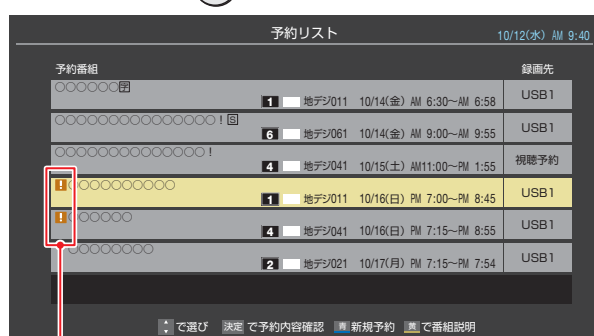 予約リスト
10/12(水) AM 9:40
予約番組 録画先
○○○○○○字
1 地デジ011 10/14(金) AM 6:30~AM 6:58 USB1
○○○○○○○○○○○○○○○!S
6 地デジ061 10/14(金) AM 9:00~AM 9:55 USB1
○○○○○○○○○○○○○○!
4 地デジ041 10/15(土) AM11:00~PM 1:55 視聴予約
!○○○○○○○○○○
1 地デジ011 10/16(日) PM 7:00~PM 8:45 USB1
!○○○○○○
4 地デジ041 10/16(日) PM 7:15~PM 8:55 USB1
○○○○○○○○
2 地デジ021 10/17(月) PM 7:15~PM 7:54 USB1
で選び 決定 で予約内容確認 青 新規予約 黄 で番組説明